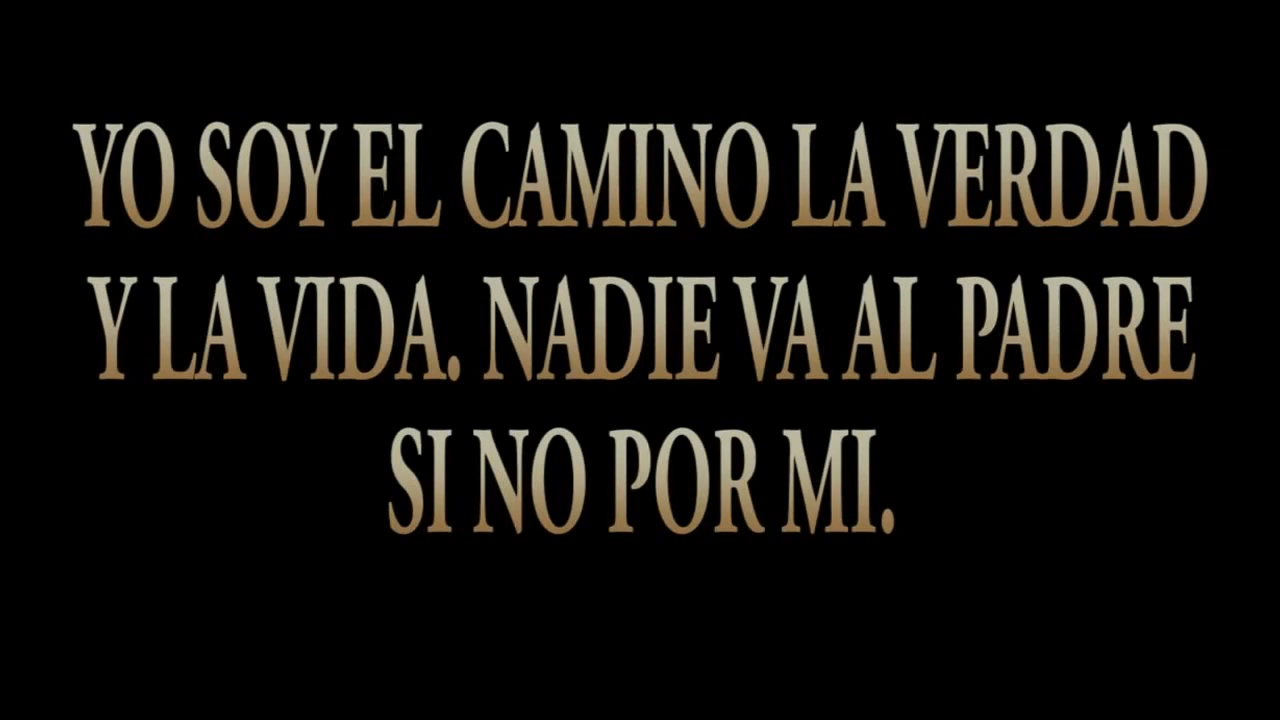 YO SOY EL CAMINO LA VERDAD
Y LA VIDA. NADIE VA AL PADRE
SI NO POR MI.